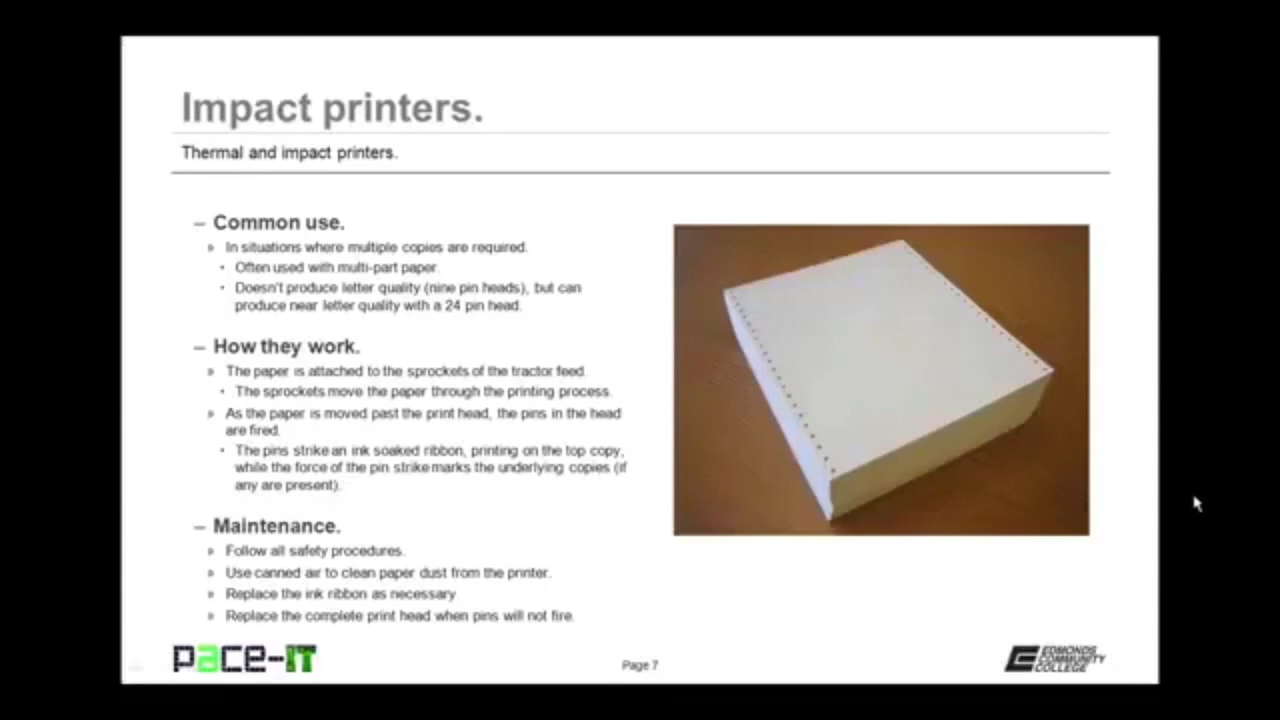 Impact printers.
Thermal and impact printers.
– Common use.
» In situations where multiple copies are required.
• Often used with multi-part paper.
• Doesn't produce letter quality (nine pin heads), but can
produce near letter quality with a 24 pin head.
– How they work.
» The paper is attached to the sprockets of the tractor feed.
• The sprockets move the paper through the printing process.
» As the paper is moved past the print head, the pins in the head
are fired.
• The pins strike an ink soaked ribbon, printing on the top copy,
while the force of the pin strike marks the underlying copies (if
any are present).
– Maintenance.
» Follow all safety procedures.
» Use canned air to clean paper dust from the printer.
» Replace the ink ribbon as necessary
» Replace the complete print head when pins will not fire.
pace-IT
Page 7
EDMONDS
COMMUNITY
COLLEGE